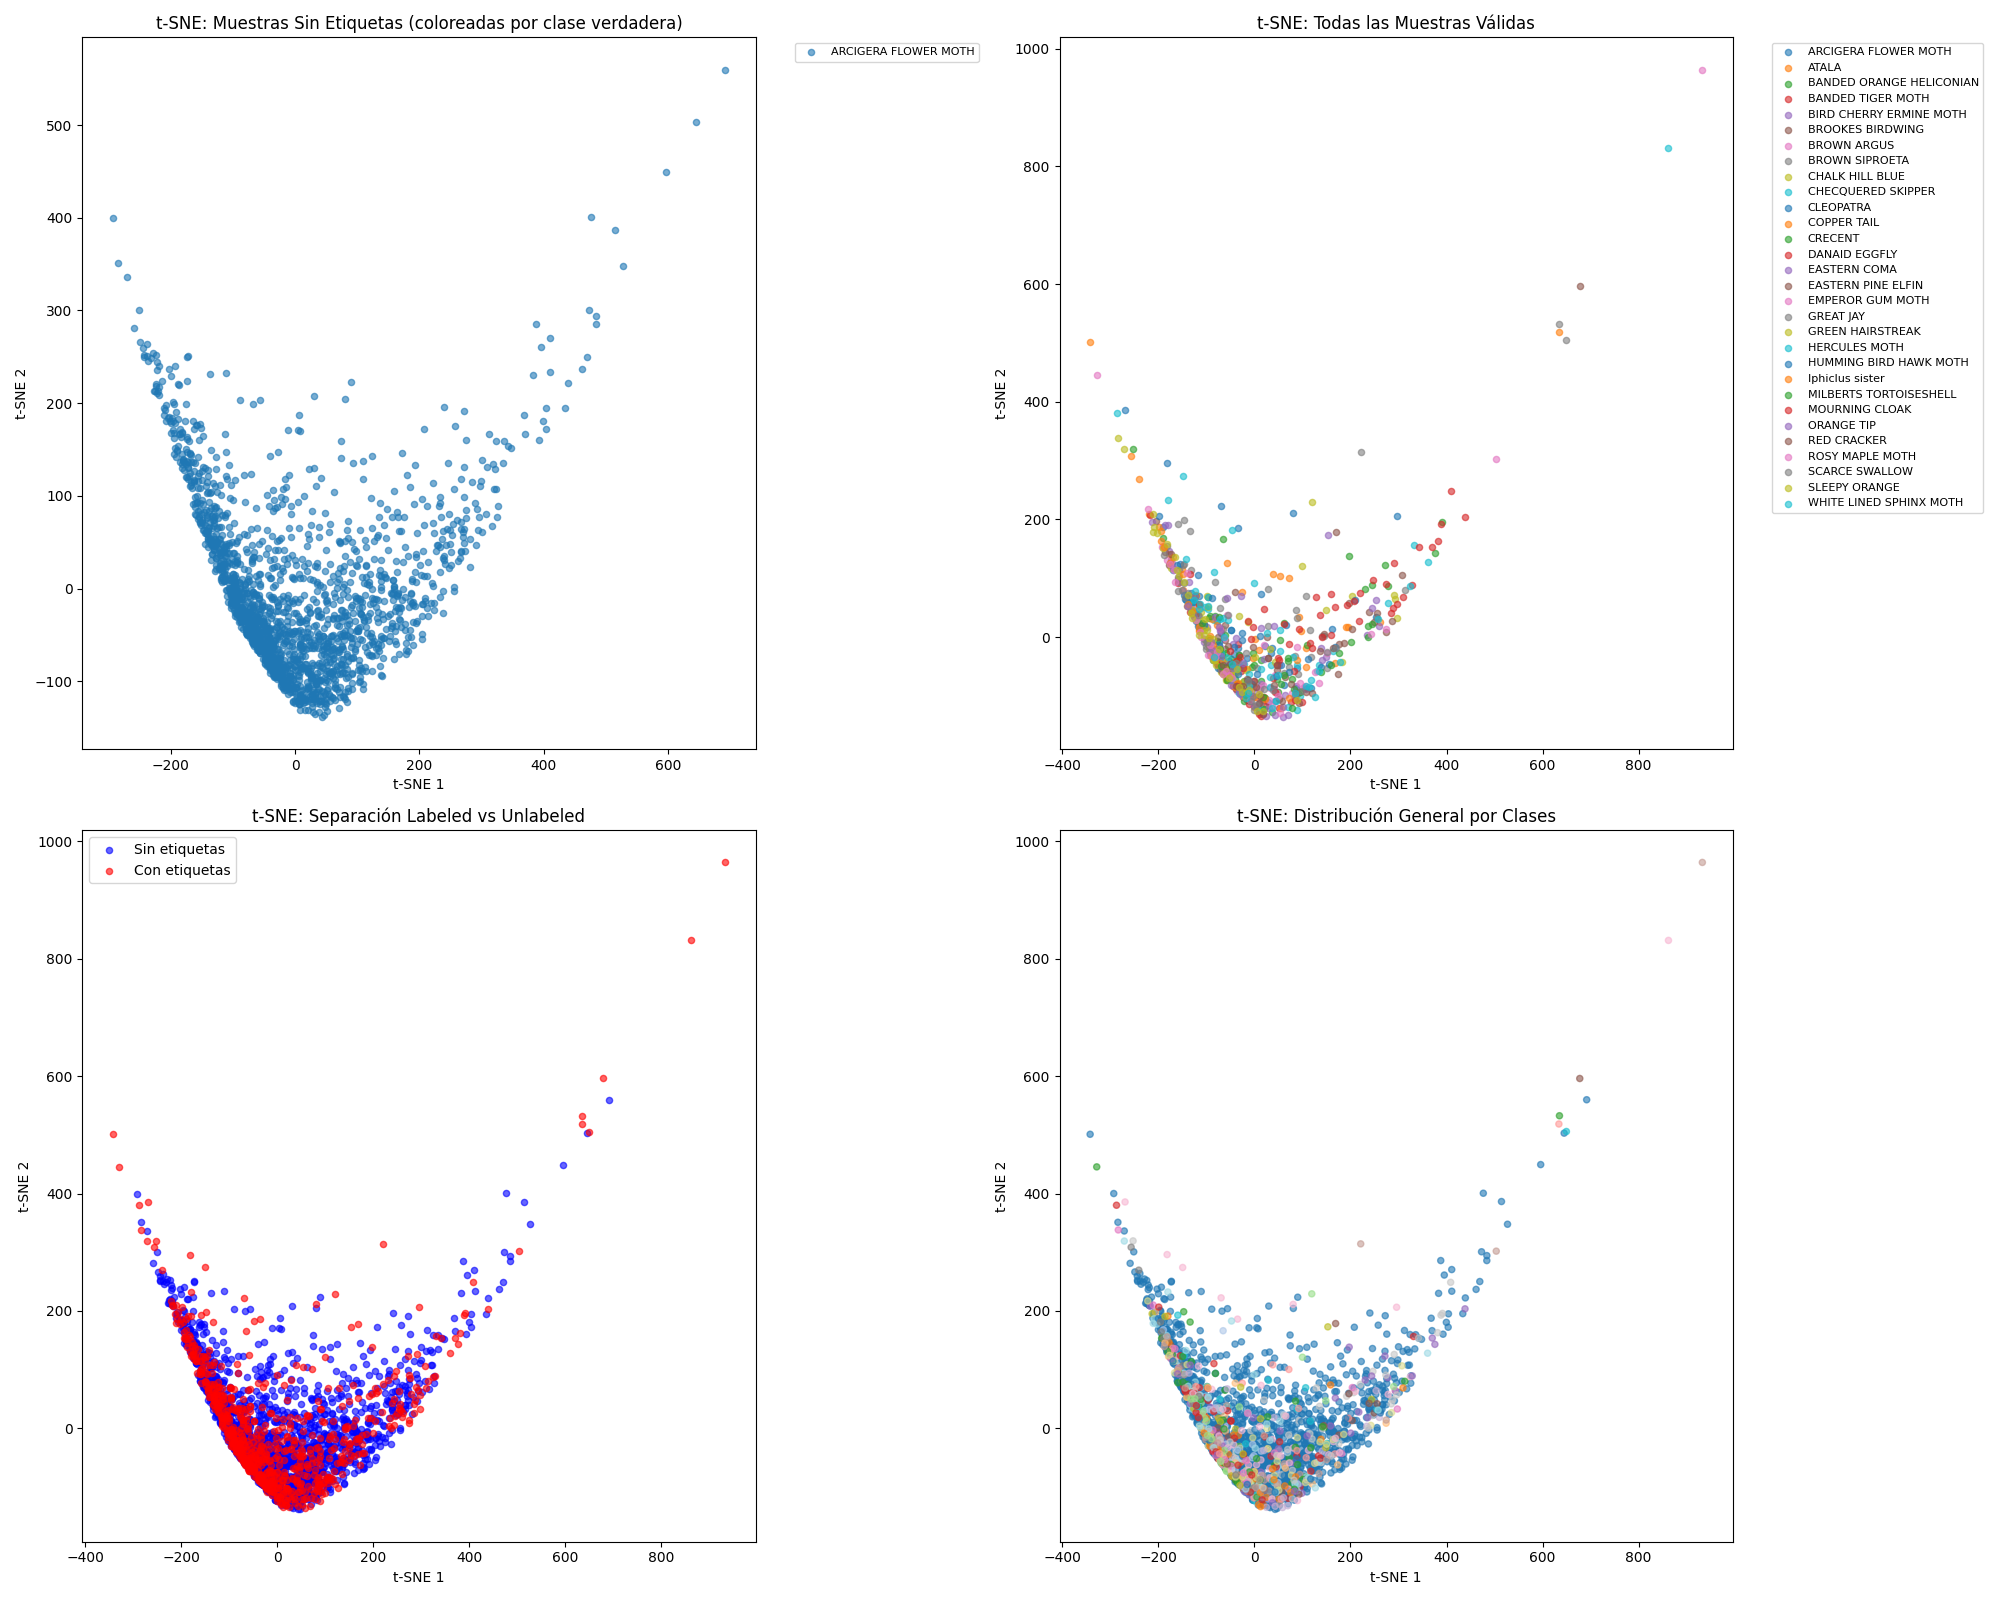 t-SNE: Muestras Sin Etiquetas (coloreadas por clase verdadera)
ARCIGERA FLOWER MOTH
500
400
300
200
100
0
−100
t-SNE 2
−200
0
200
400
600
t-SNE 1
t-SNE: Todas las Muestras Válidas
ARCIGERA FLOWER MOTH
ATALA
BANDED ORANGE HELICONIAN
BANDED TIGER MOTH
BIRD CHERRY ERMINE MOTH
BROOKES BIRDWING
BROWN ARGUS
BROWN SIPROETA
CHALK HILL BLUE
CHECQUERED SKIPPER
CLEOPATRA
COPPER TAIL
CRECENT
DANAID EGGFLY
EASTERN COMA
EASTERN PINE ELFIN
EMPEROR GUM MOTH
GREAT JAY
GREEN HAIRSTREAK
HERCULES MOTH
HUMMING BIRD HAWK MOTH
Iphiclus sister
MILBERTS TORTOISESHELL
MOURNING CLOAK
ORANGE TIP
RED CRACKER
ROSY MAPLE MOTH
SCARCE SWALLOW
SLEEPY ORANGE
WHITE LINED SPHINX MOTH
1000
800
600
400
200
0
t-SNE 2
−400
−200
0
200
400
600
800
t-SNE 1
t-SNE: Separación Labeled vs Unlabeled
Sin etiquetas
Con etiquetas
1000
800
600
400
200
0
t-SNE 2
−400
−200
0
200
400
600
800
t-SNE 1
t-SNE: Distribución General por Clases
1000
800
600
400
200
0
t-SNE 2
−400
−200
0
200
400
600
800
t-SNE 1